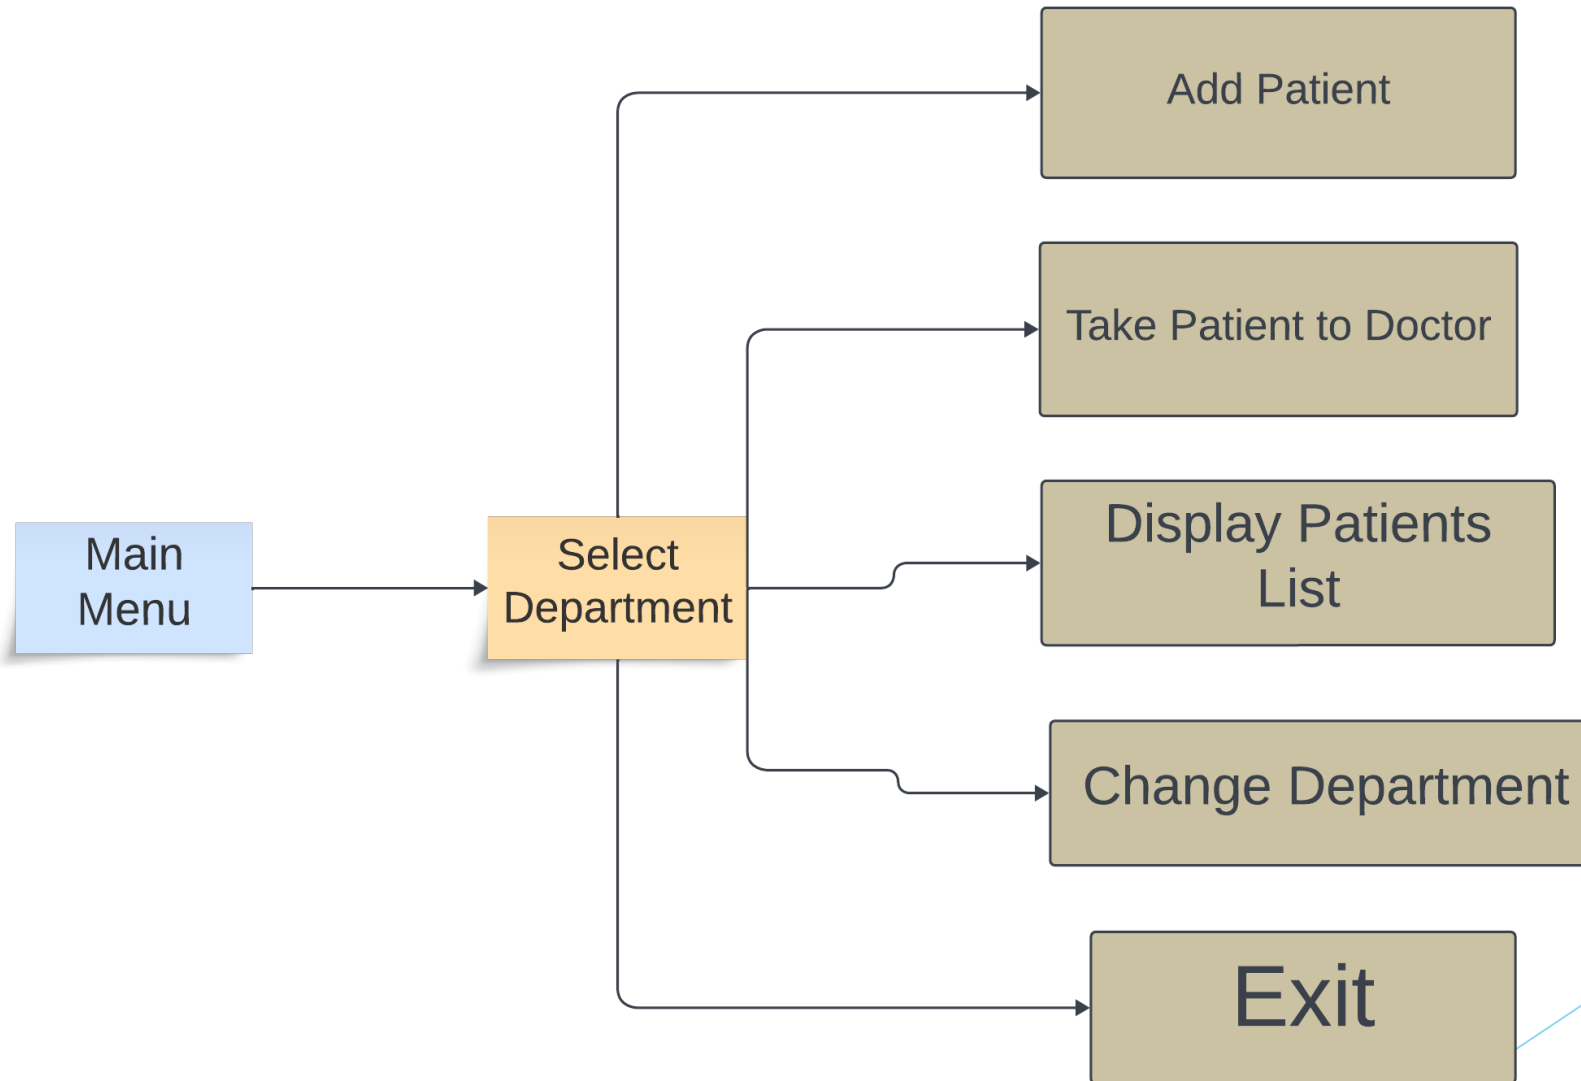 Add Patient
Take Patient to Doctor
Display Patients
List
Main
Menu
Select
Department
Change Department
Exit